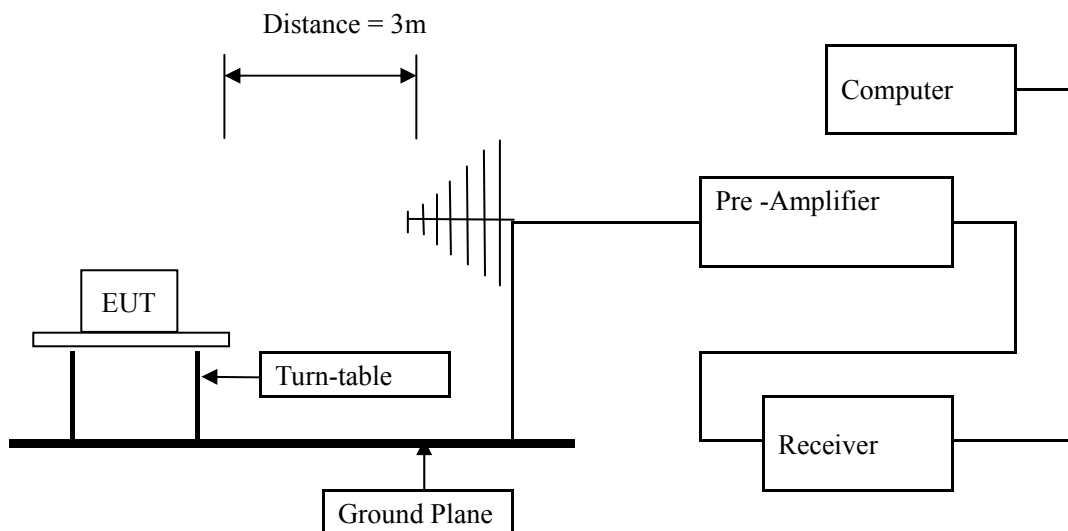 Distance = 3m
Computer
Pre -Amplifier
EUT
Turn-table
Receiver
Ground Plane